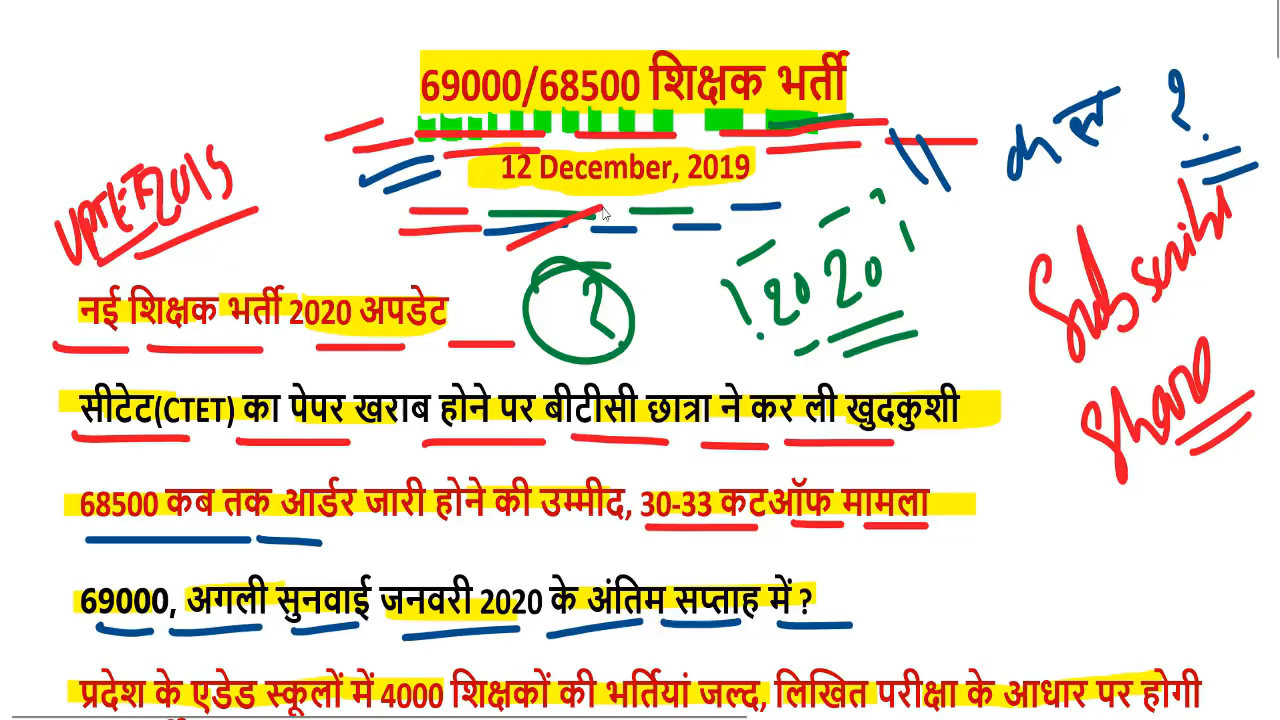 69000/68500 शिक्षक भर्ती
12 December, 2019
UPTET 2019
2020
Subscribe
Share
नई शिक्षक भर्ती 2020 अपडेट
सीटेट(CTET) का पेपर खराब होने पर बीटीसी छात्रा ने कर ली खुदकुशी
68500 कब तक आर्डर जारी होने की उम्मीद, 30-33 कटऑफ मामला
69000, अगली सुनवाई जनवरी 2020 के अंतिम सप्ताह में ?
प्रदेश के एडेड स्कूलों में 4000 शिक्षकों की भर्तियां जल्द, लिखित परीक्षा के आधार पर होगी